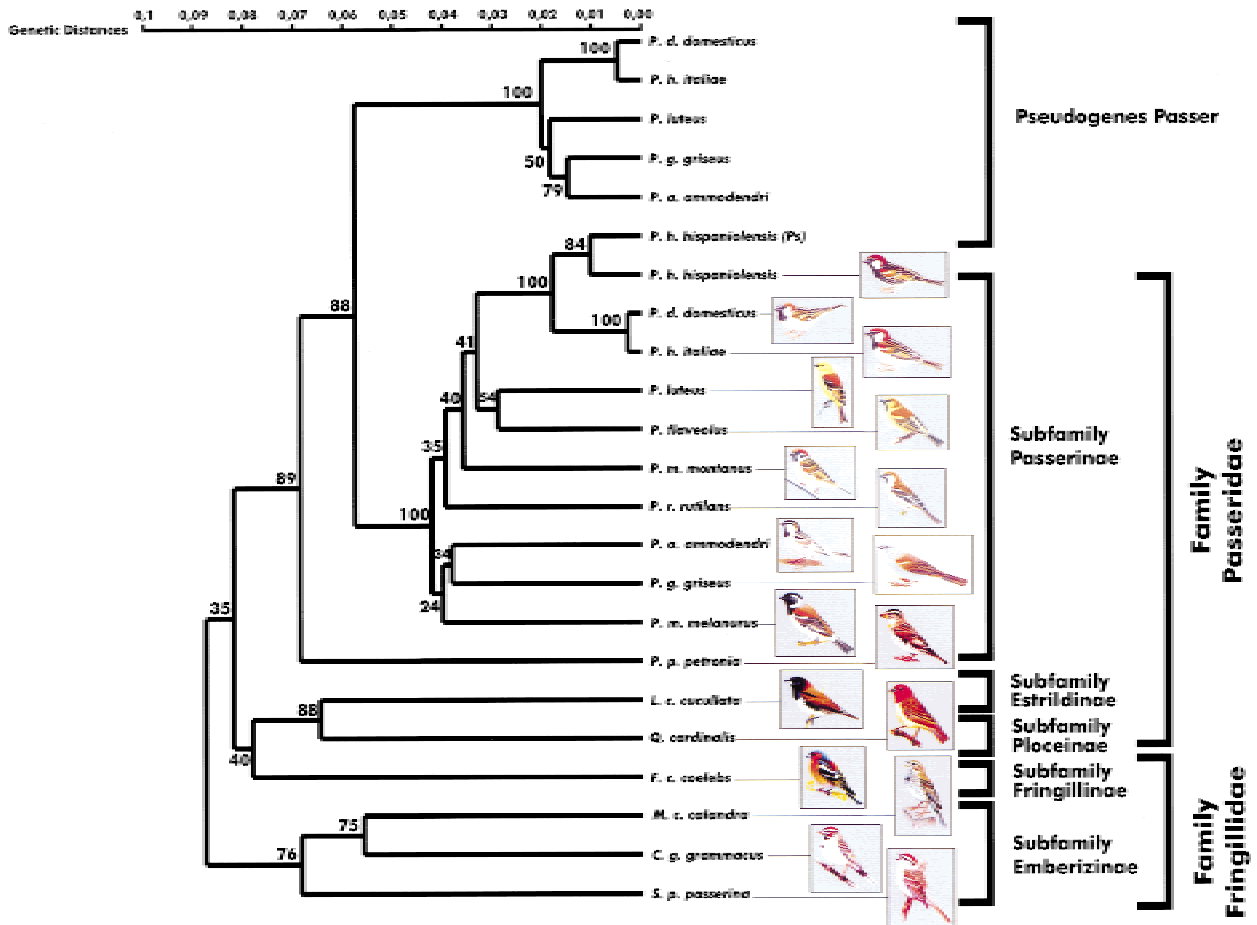 0,1 0,09 0,08 0,07 0,06 0,05 0,04 0,03 0,02 0,01 0,00
Genetic Distances
P. d. domesticus
100
P. h. italiae
100
Pseudogenes Passer
P. luteus
50
P. g. griseus
79
P. a. ammodendri
P. h. hispaniolensis (Ps)
84
P. h. hispaniolensis
100
P. d. domesticus
100
88
P. h. italiae
41
P. luteus
54
40
P. flaveolus
Subfamily
Passerinae
35
P. m. montanus
89
P. r. rutilans
100
Family
Passeridae
P. a. ammodendri
34
P. g. griseus
24
35
P. m. melanurus
P. p. petronia
L. c. cuculata
Subfamily
Estrildinae
88
Q. cardinalis
Subfamily
Ploceinae
40
F. c. coelebs
Subfamily
Fringillinae
M. c. calandra
75
C. g. grammacus
76
Subfamily
Emberizinae
S. p. passerina
Family
Fringillidae